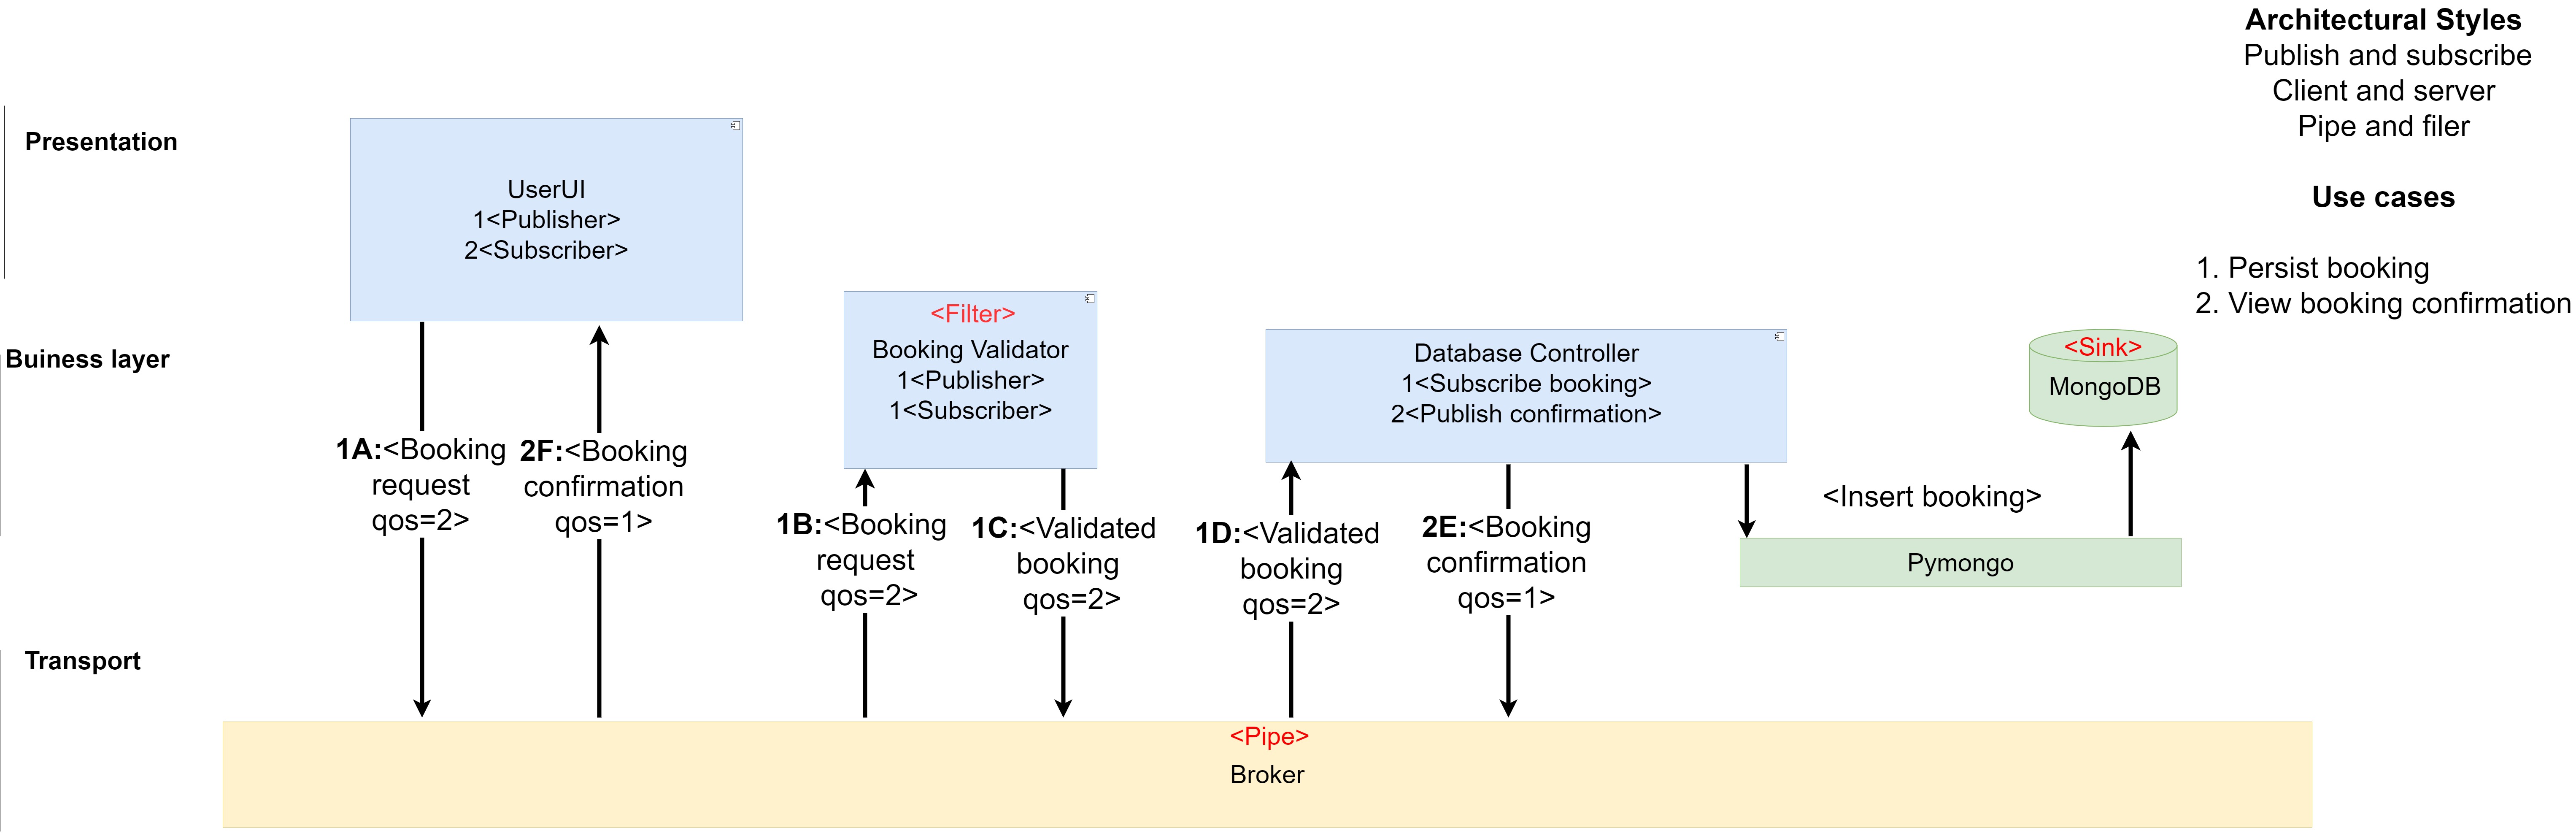 Architectural Styles
Publish and subscribe
Client and server
Pipe and filer
Use cases
1. Persist booking
2. View booking confirmation
Presentation
UserUI
1<Publisher>
2<Subscriber>
Buiness layer
<Filter>
Booking Validator
1<Publisher>
1<Subscriber>
Database Controller
1<Subscribe booking>
2<Publish confirmation>
<Sink>
MongoDB
1A:<Booking
request
qos=2>
2F:<Booking
confirmation
qos=1>
1B:<Booking
request
qos=2>
1C:<Validated
booking
qos=2>
1D:<Validated
booking
qos=2>
2E:<Booking
confirmation
qos=1>
<Insert booking>
Pymongo
Transport
<Pipe>
Broker